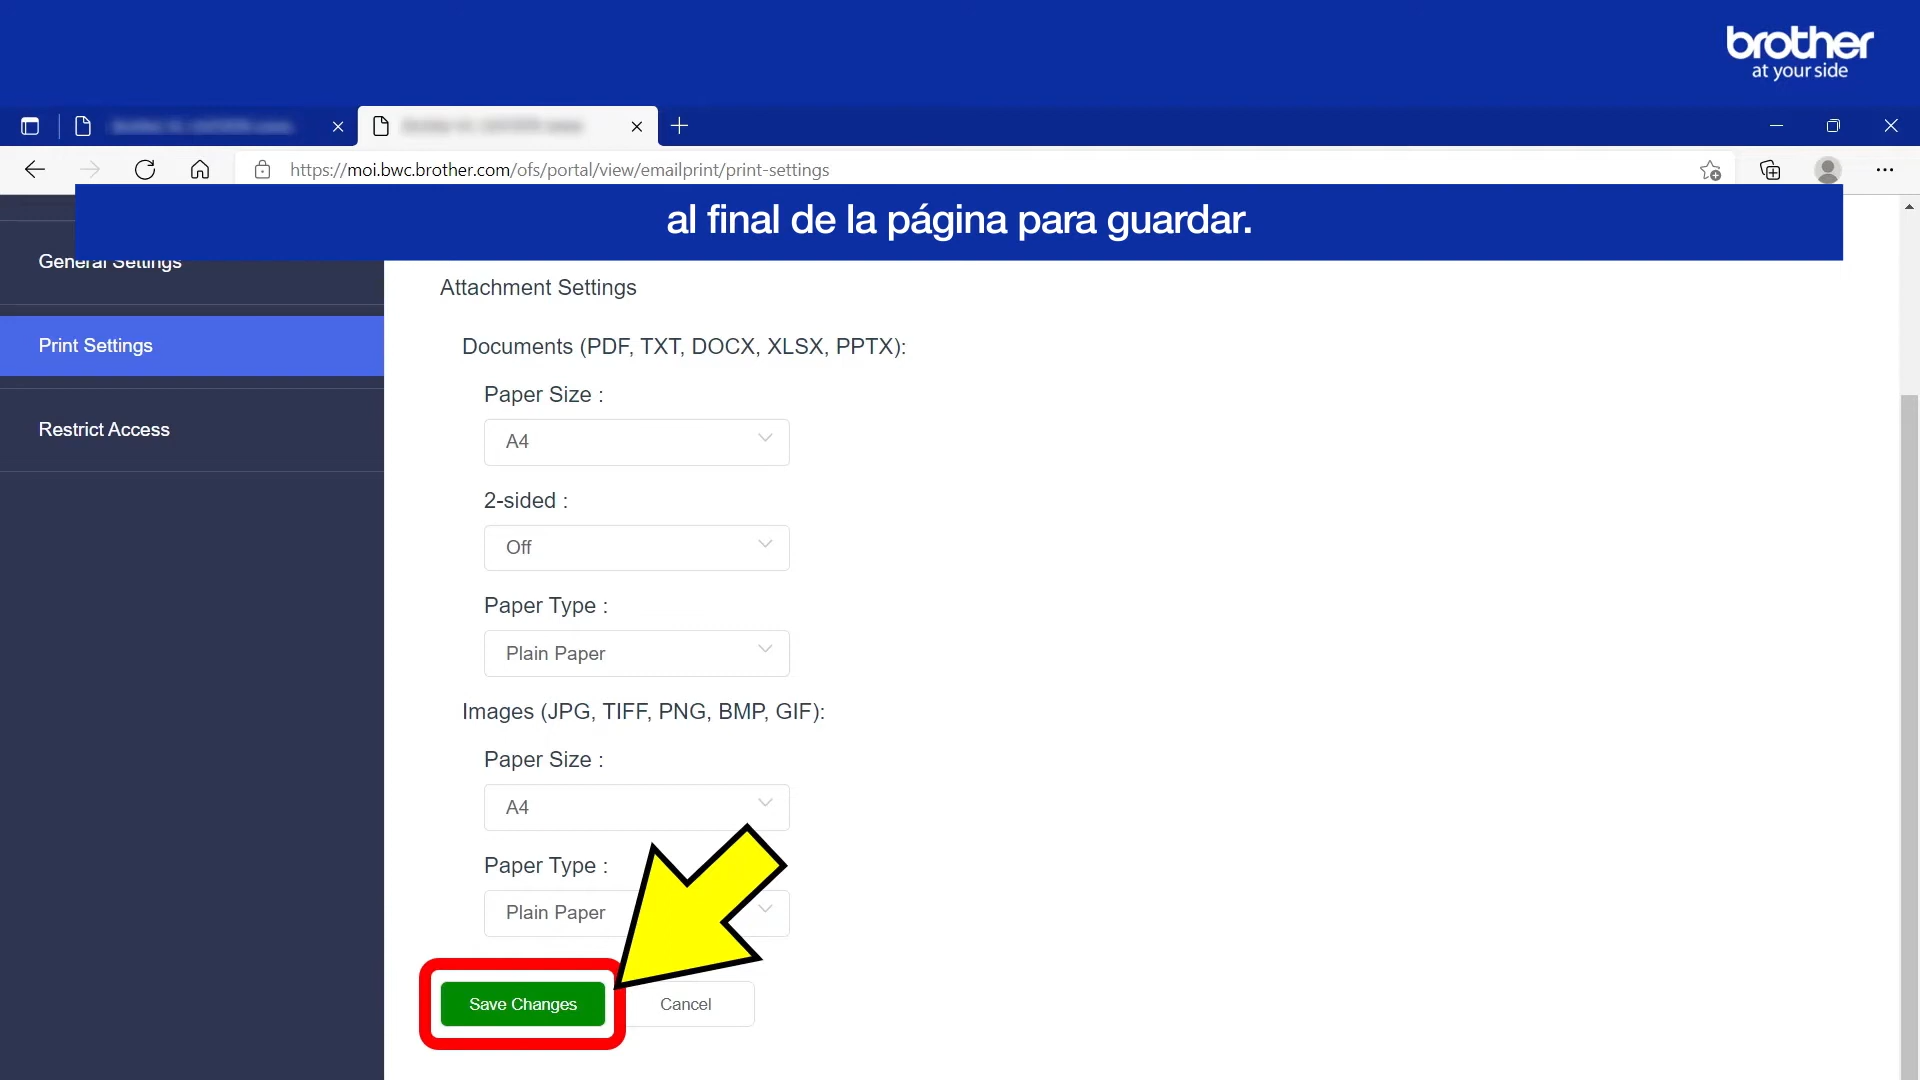 brother
at your side
https://moi.bwc.brother.com/ofs/portal/view/emailprint/print-settings
al final de la página para guardar.
General Settings
Print Settings
Restrict Access
Attachment Settings
Documents (PDF, TXT, DOCX, XLSX, PPTX):
Paper Size :
A4
2-sided :
Off
Paper Type :
Plain Paper
Images (JPG, TIFF, PNG, BMP, GIF):
Paper Size :
A4
Paper Type :
Plain Paper
Save Changes
Cancel